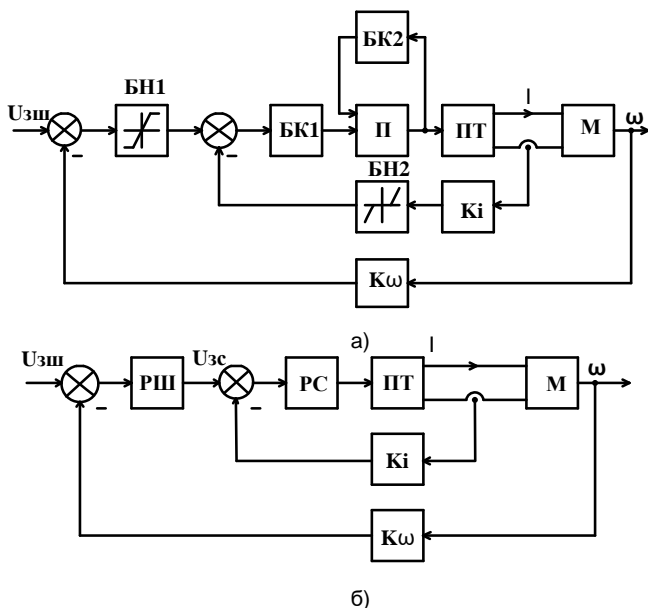 БК2
БН1
Uзш
I
ω
БК1
П
ПТ
М
–
–
БН2
Ki
Kω
а)
Uзш
Uзс
I
ω
РШ
РС
ПТ
М
–
–
Ki
Kω
б)